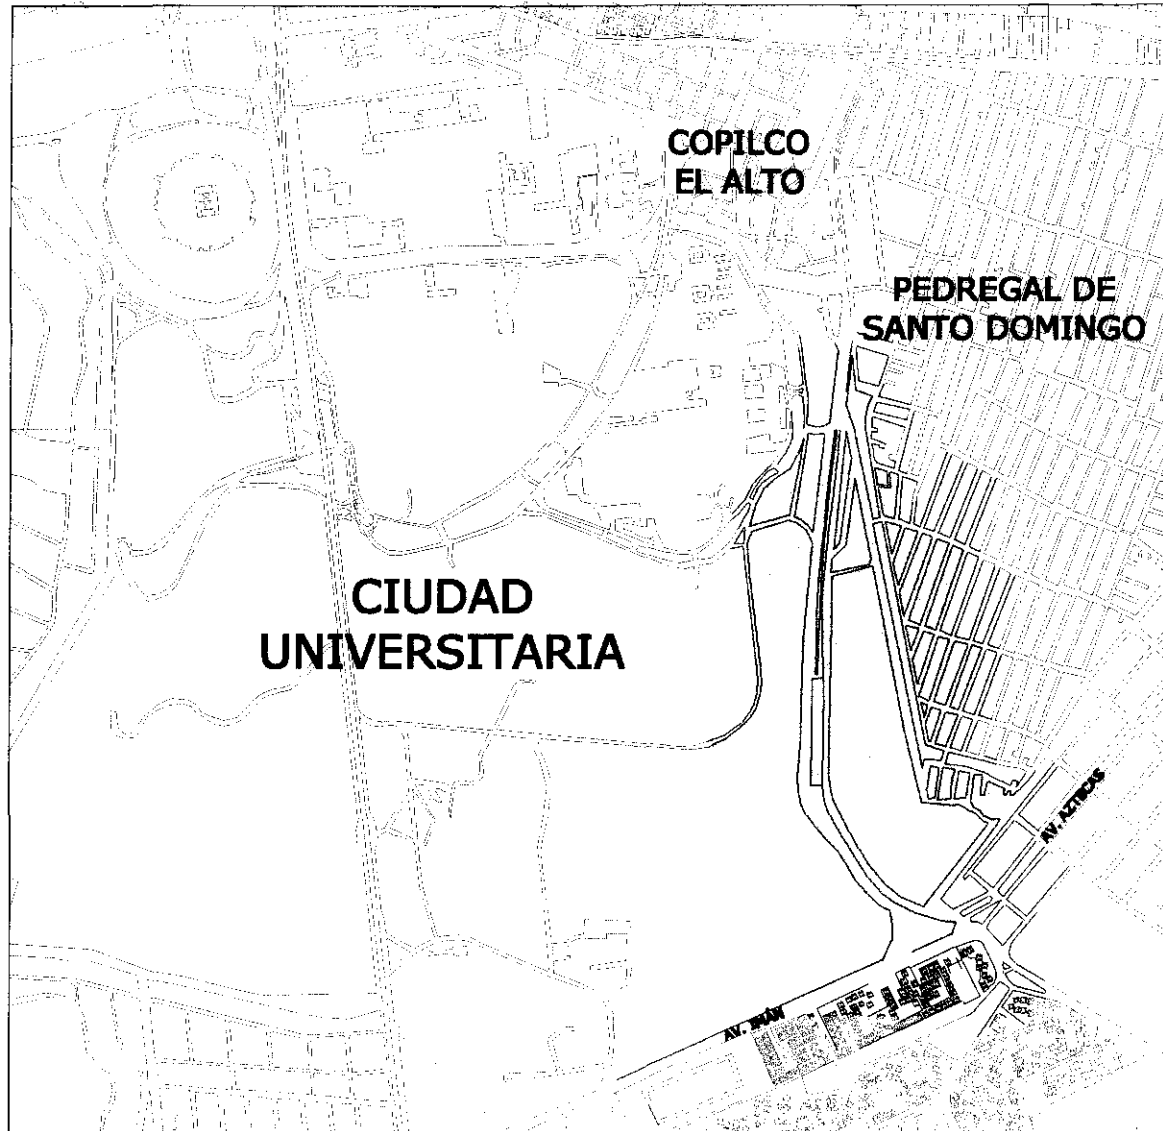 COPILCO
EL ALTO
PEDREGAL DE
SANTO DOMINGO
CIUDAD
UNIVERSITARIA
AV. AZTECAS
AV. IMÁN